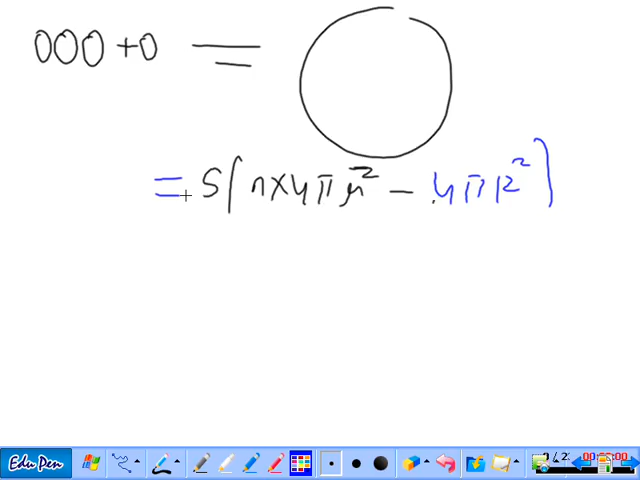 000 + 0 =
= S(n×4πr² – 4πR²)
Edu Pen